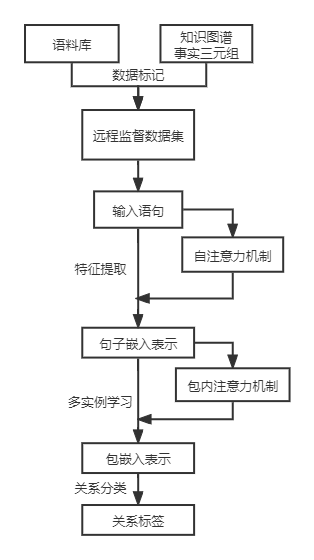 语料库
知识图谱
事实三元组
数据标记
远程监督数据集
输入语句
自注意力机制
特征提取
句子嵌入表示
包内注意力机制
多实例学习
包嵌入表示
关系分类
关系标签